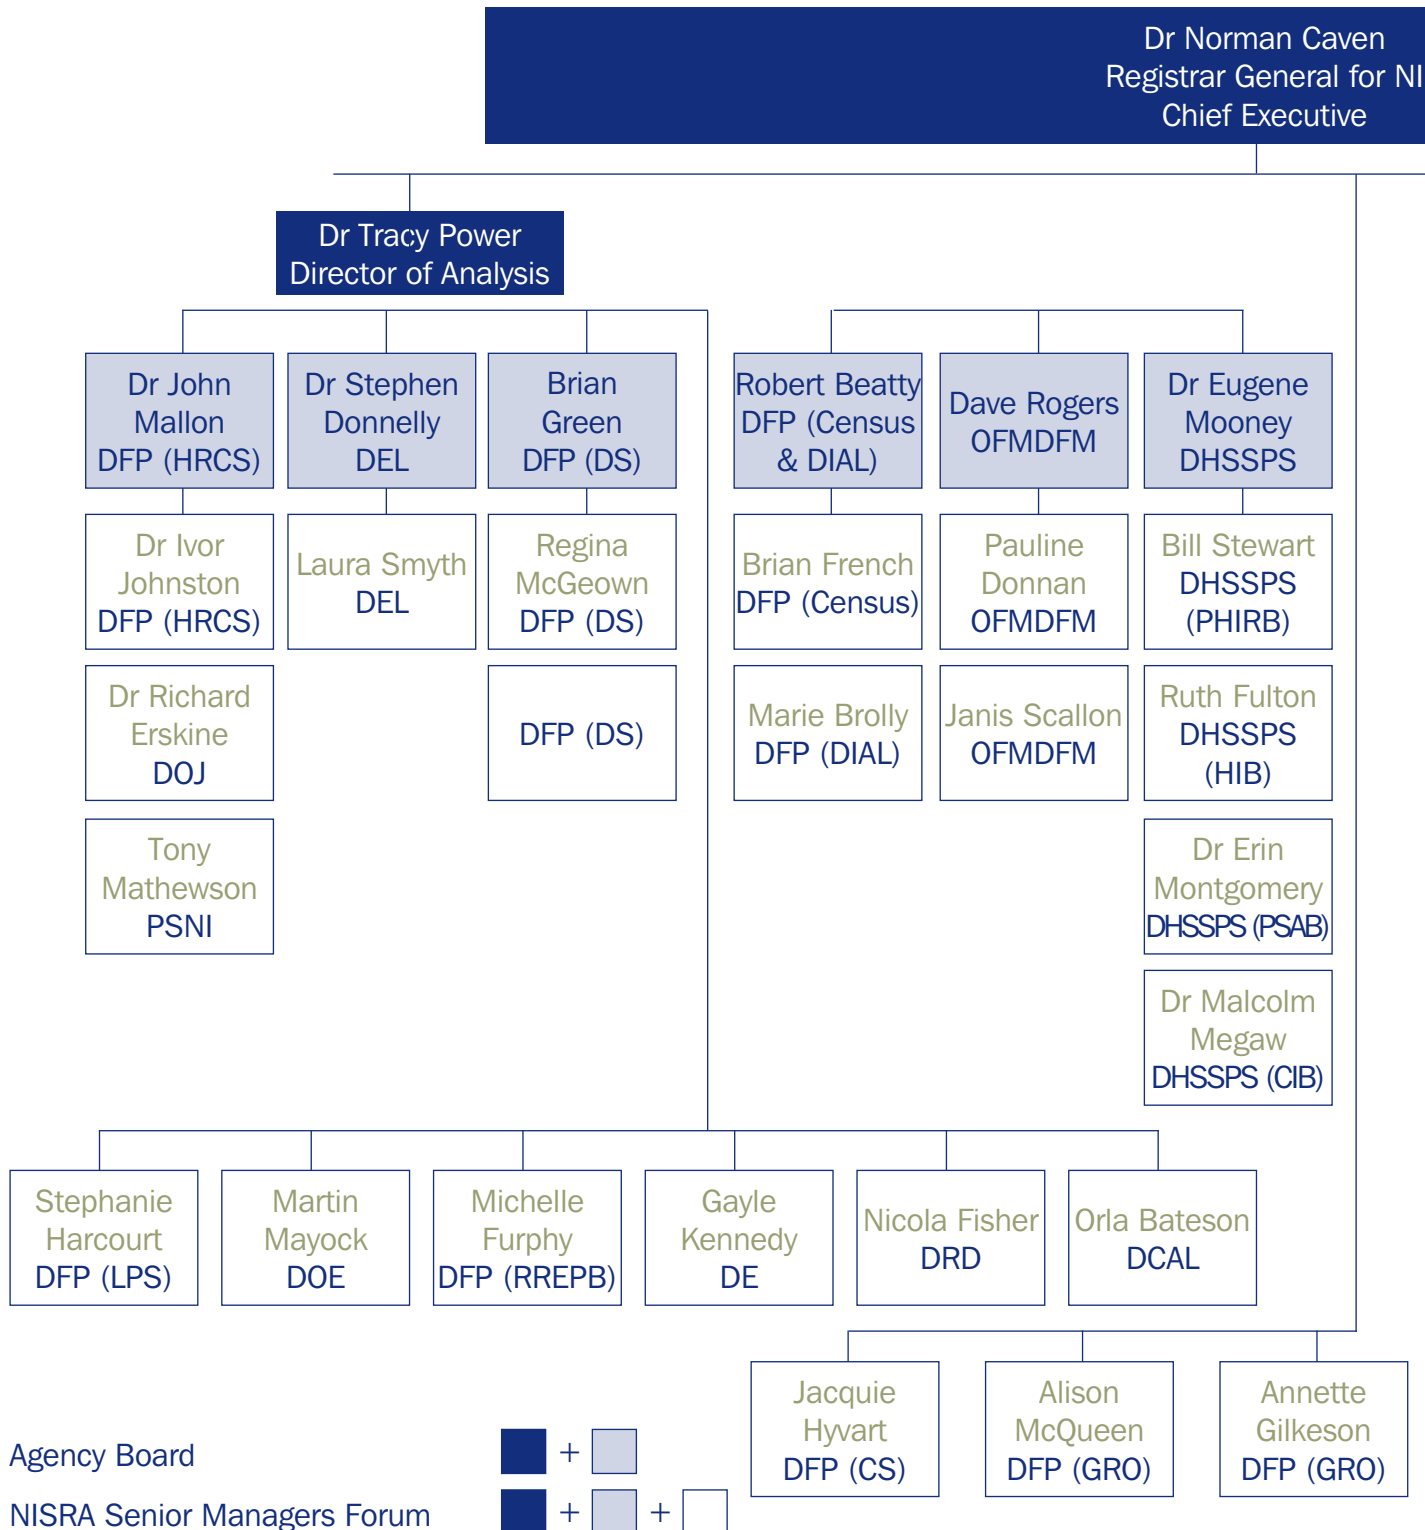 Dr Norman Caven
Registrar General for NI
Chief Executive
Dr Tracy Power
Director of Analysis
Dr John
Mallon
DFP (HRCS)
Dr Stephen
Donnelly
DEL
Brian
Green
DFP (DS)
Robert Beatty
DFP (Census
& DIAL)
Dave Rogers
OFMDFM
Dr Eugene
Mooney
DHSSPS
Dr Ivor
Johnston
DFP (HRCS)
Laura Smyth
DEL
Regina
McGeown
DFP (DS)
Brian French
DFP (Census)
Pauline
Donnan
OFMDFM
Bill Stewart
DHSSPS
(PHIRB)
Dr Richard
Erskine
DOJ
DFP (DS)
Marie Brolly
DFP (DIAL)
Janis Scallon
OFMDFM
Ruth Fulton
DHSSPS
(HIB)
Tony
Mathewson
PSNI
Dr Erin
Montgomery
DHSSPS (PSAB)
Dr Malcolm
Megaw
DHSSPS (CIB)
Stephanie
Harcourt
DFP (LPS)
Martin
Mayock
DOE
Michelle
Furphy
DFP (RREPB)
Gayle
Kennedy
DE
Nicola Fisher
DRD
Orla Bateson
DCAL
Jacquie
Hyvart
DFP (CS)
Alison
McQueen
DFP (GRO)
Annette
Gilkeson
DFP (GRO)
Agency Board +
NISRA Senior Managers Forum + +